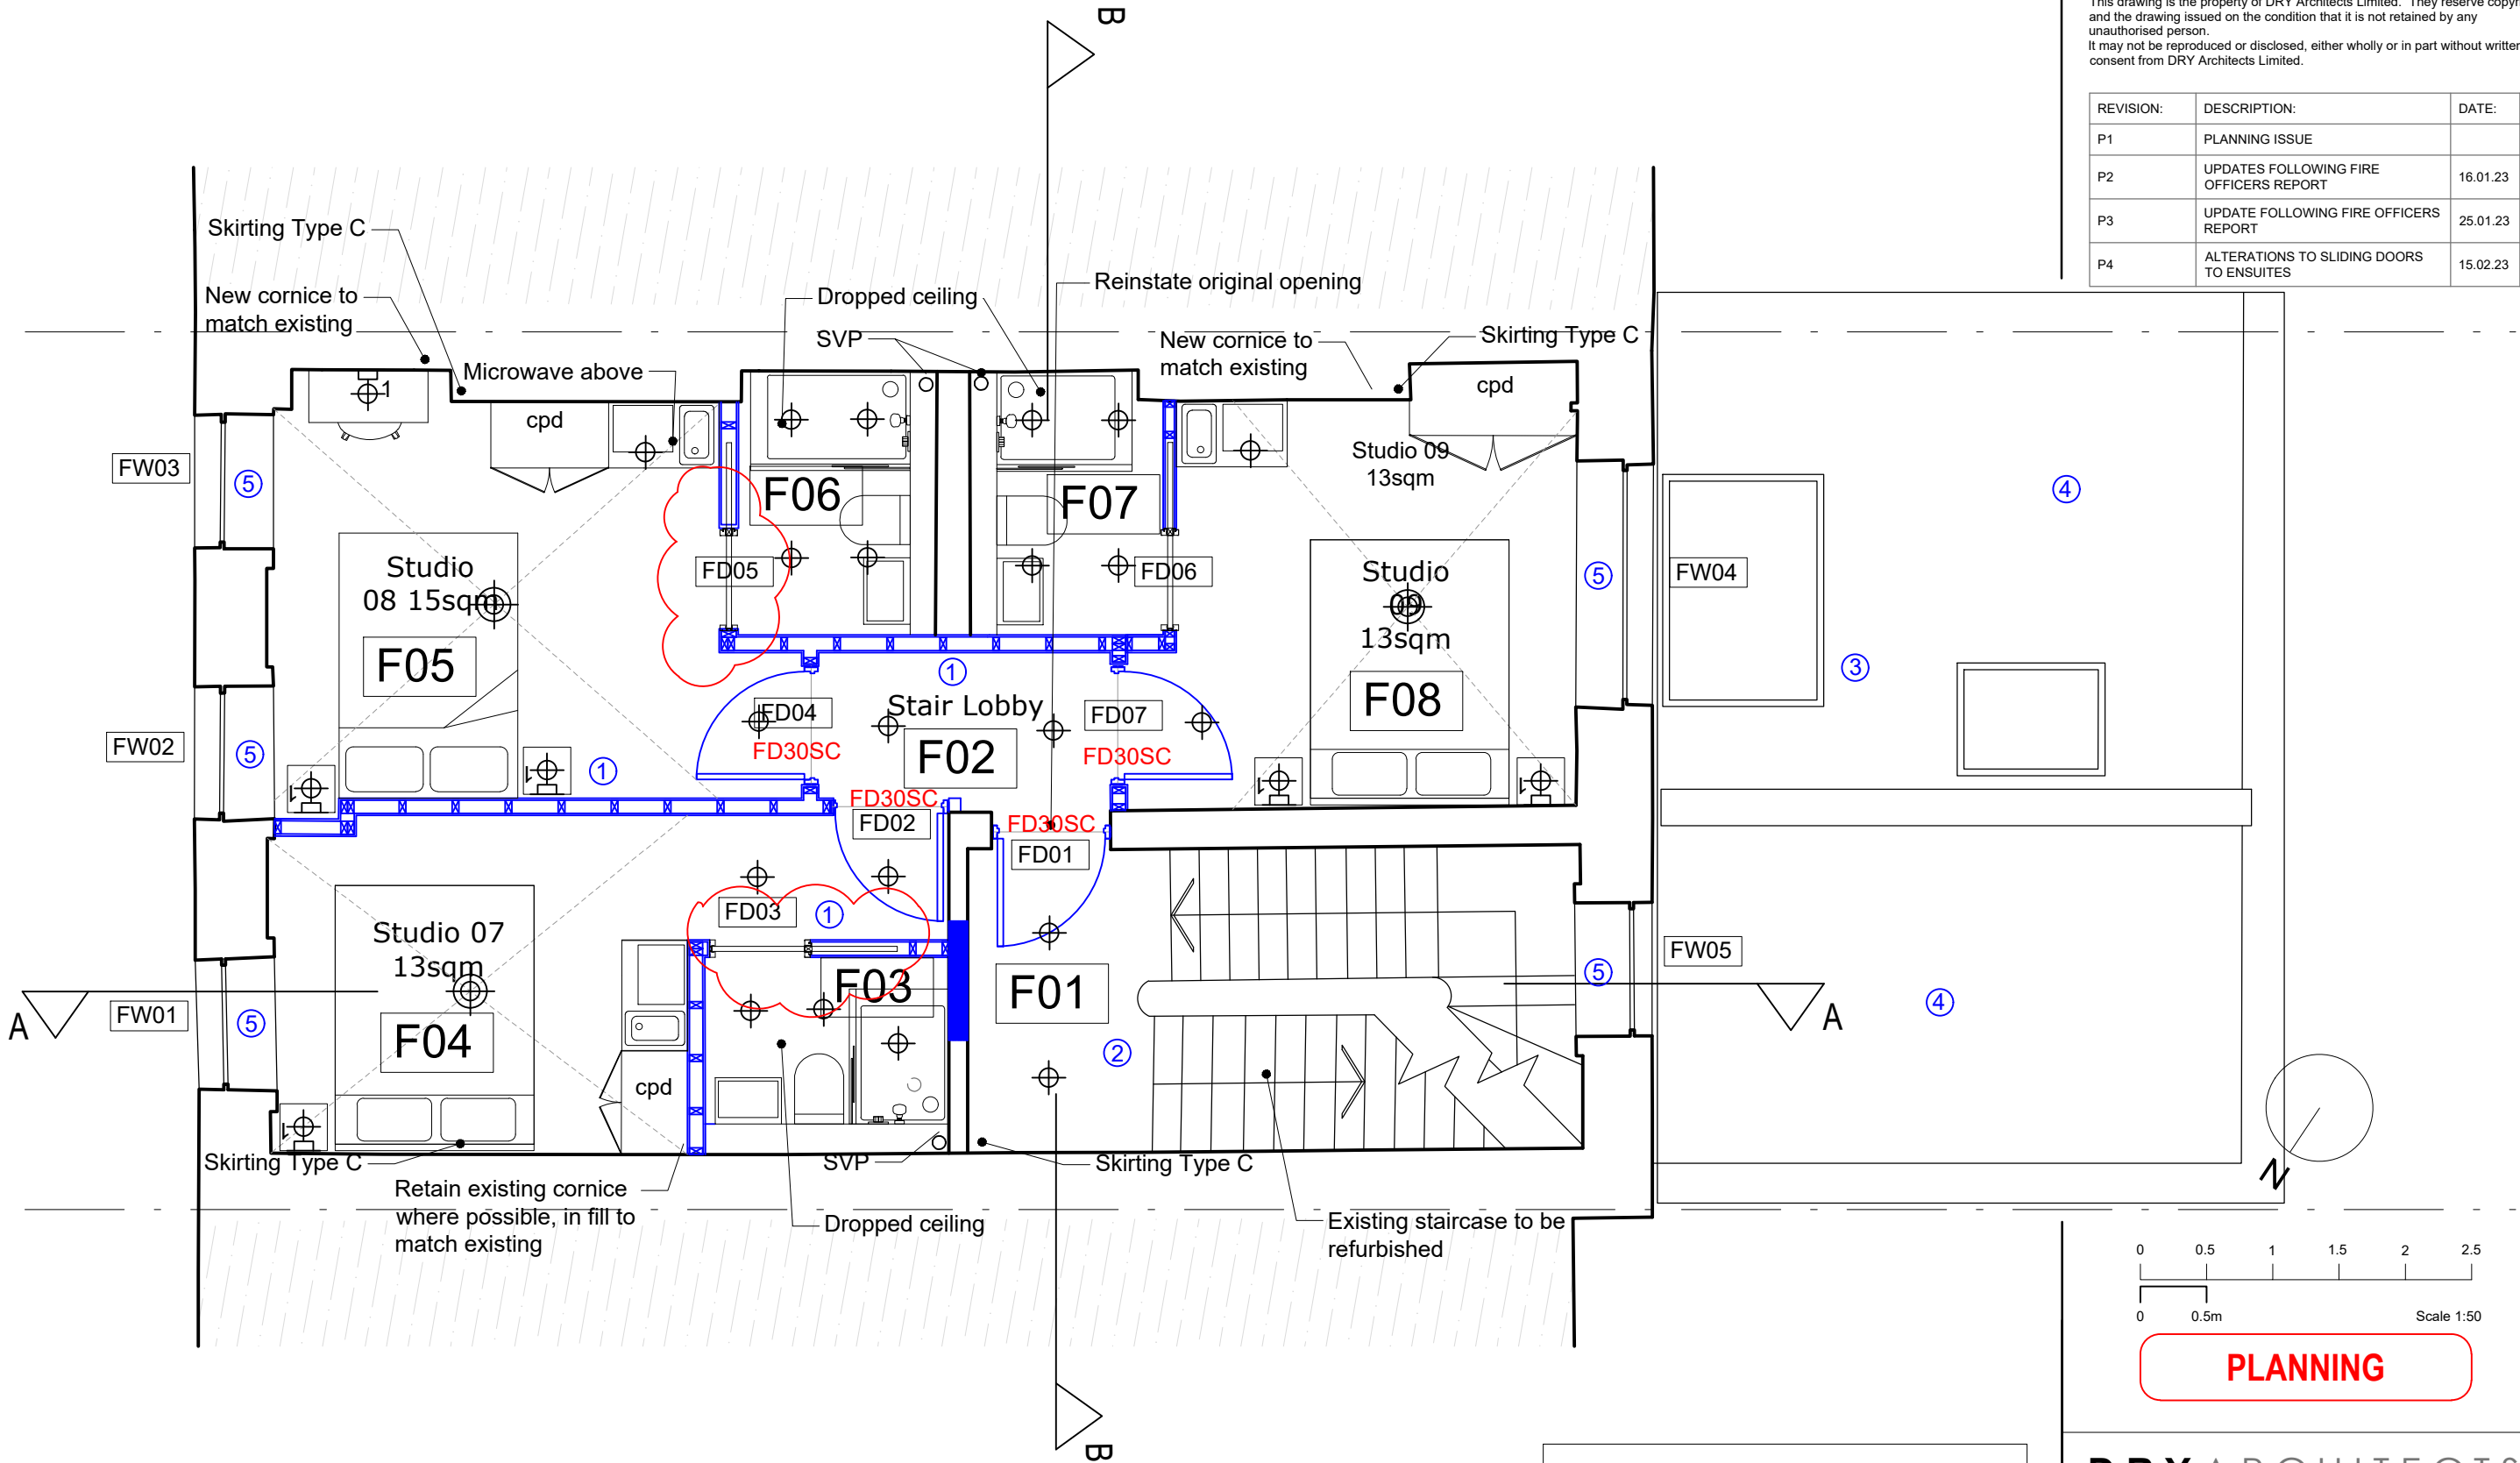 This drawing is the property of DRY Architects Limited. They reserve copyri
and the drawing issued on the condition that it is not retained by any
unauthorised person.
It may not be reproduced or disclosed, either wholly or in part without written
consent from DRY Architects Limited.
REVISION: DESCRIPTION: DATE:
P1 PLANNING ISSUE
P2 UPDATES FOLLOWING FIRE
OFFICERS REPORT 16.01.23
P3 UPDATE FOLLOWING FIRE OFFICERS
REPORT 25.01.23
P4 ALTERATIONS TO SLIDING DOORS
TO ENSUITES 15.02.23
B
Skirting Type C
New cornice to
match existing
Microwave above
Dropped ceiling
SVP
Reinstate original opening
New cornice to
match existing
Skirting Type C
1
cpd
cpd
Studio 09
13sqm
FW03
5
F06
F07
4
FD05
FD06
FW04
5
Studio
08 15sqm
Studio
09
13sqm
F05
F08
3
1
Stair Lobby
FD04
FD07
FW02
5
FD30SC
F02
FD30SC
1
1
1
1
FD30SC
FD02
FD30SC
FD01
FD03
1
Studio 07
13sqm
F03
F01
FW05
5
4
A
FW01
5
F04
A
2
cpd
1
Skirting Type C
SVP
Skirting Type C
N
Retain existing cornice
where possible, in fill to
match existing
Dropped ceiling
Existing staircase to be
refurbished
0 0.5 1 1.5 2 2.5
0 0.5m Scale 1:50
PLANNING
B
DRY ARCHITECTS